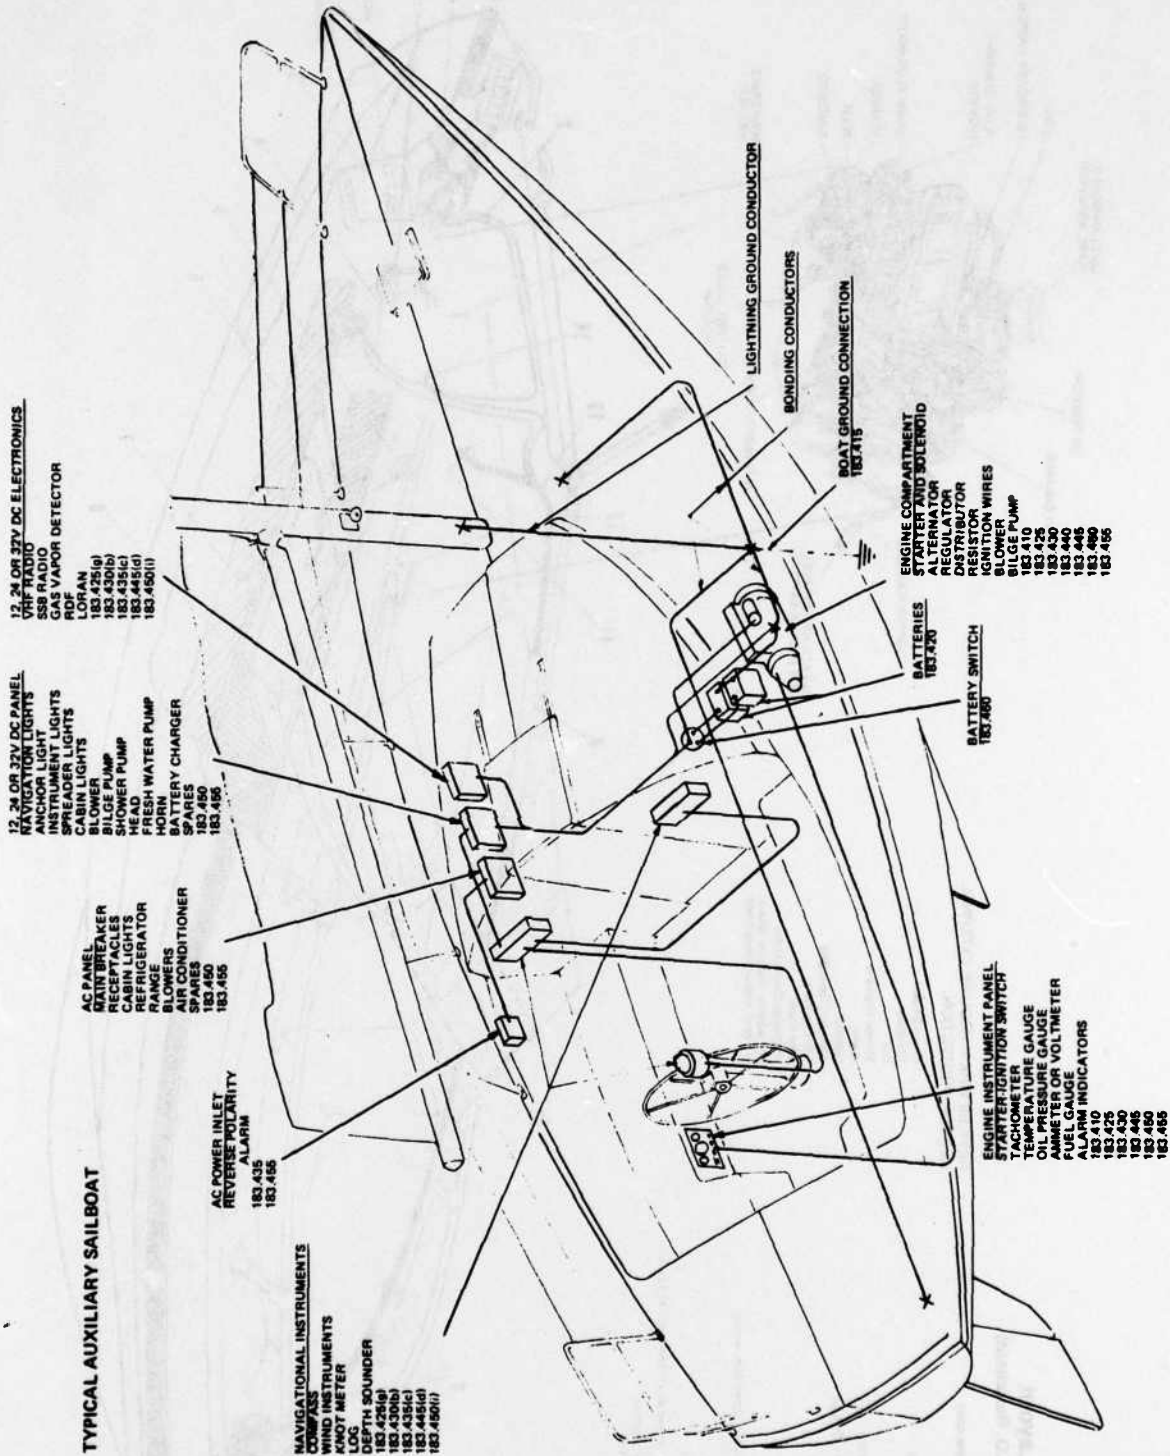 TYPICAL AUXILIARY SAILBOAT
NAVIGATIONAL INSTRUMENTS
COMPASS
WIND INSTRUMENTS
KNOT METER
LOG
DEPTH SOUNDER
183.425(g)
183.430(b)
183.435(c)
183.445(d)
183.450(i)
AC POWER INLET
REVERSE POLARITY
ALARM
183.435
183.455
AC PANEL
MAIN BREAKER
RECEPTACLES
CABIN LIGHTS
REFRIGERATOR
RANGE
BLOWERS
AIR CONDITIONER
SPARES
183.450
183.455
12, 24 OR 32V DC PANEL
NAVIGATION LIGHTS
ANCHOR LIGHT
INSTRUMENT LIGHTS
SPREADER LIGHTS
CABIN LIGHTS
BLOWER
BILGE PUMP
SHOWER PUMP
HEAD
FRESH WATER PUMP
HORN
BATTERY CHARGER
SPARES
183.450
183.455
12, 24 OR 32V DC ELECTRONICS
VHF RADIO
SSB RADIO
GAS VAPOR DETECTOR
RDF
LORAN
183.425(g)
183.430(b)
183.435(c)
183.445(d)
183.450(i)
LIGHTNING GROUND CONDUCTOR
BONDING CONDUCTORS
BOAT GROUND CONNECTION
183.415
ENGINE COMPARTMENT
STARTER AND SOLENOID
ALTERNATOR
REGULATOR
DISTRIBUTOR
RESISTOR
IGNITION WIRES
BLOWER
BILGE PUMP
183.410
183.425
183.430
183.440
183.445
183.450
183.455
BATTERIES
183.420
BATTERY SWITCH
183.460
ENGINE INSTRUMENT PANEL
STARTER-IGNITION SWITCH
TACHOMETER
TEMPERATURE GAUGE
OIL PRESSURE GAUGE
AMMETER OR VOLTMETER
FUEL GAUGE
ALARM INDICATORS
183.410
183.425
183.430
183.445
183.450
183.455